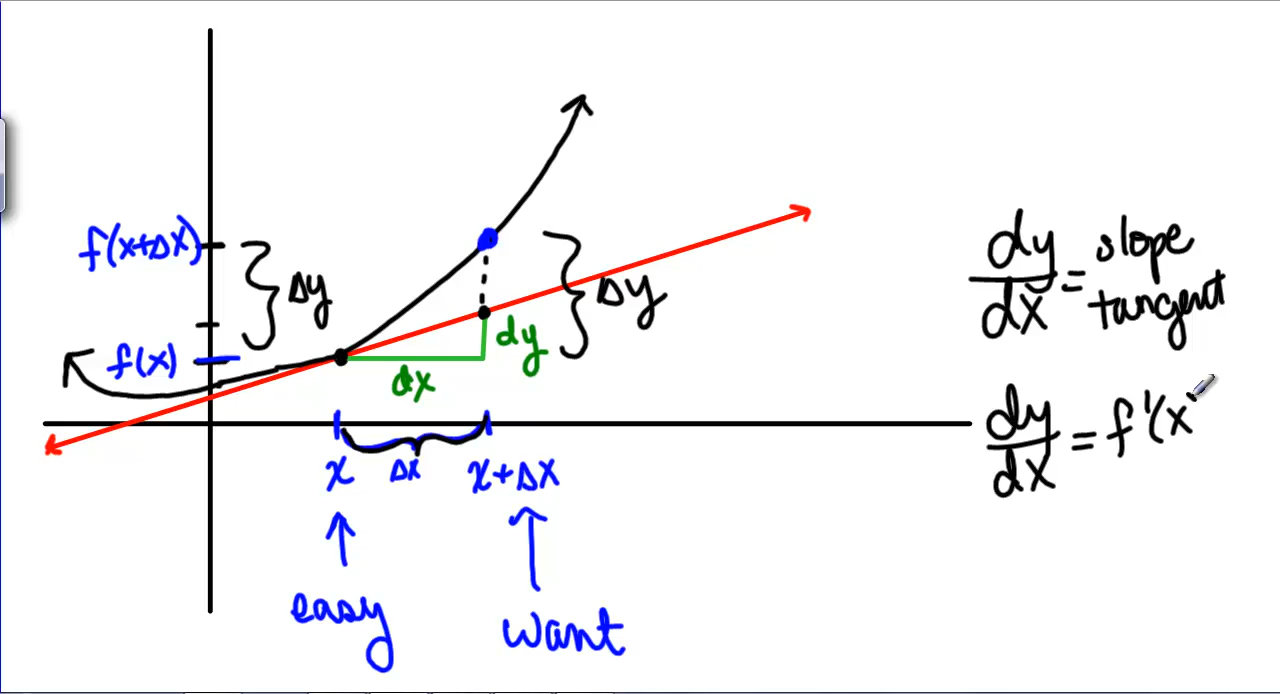 f(x+Δx)
Δy
f(x)
Δy
dy
dx
x
Δx
x+Δx
easy
want
dy/dx = slope tangent
dy/dx = f'(x